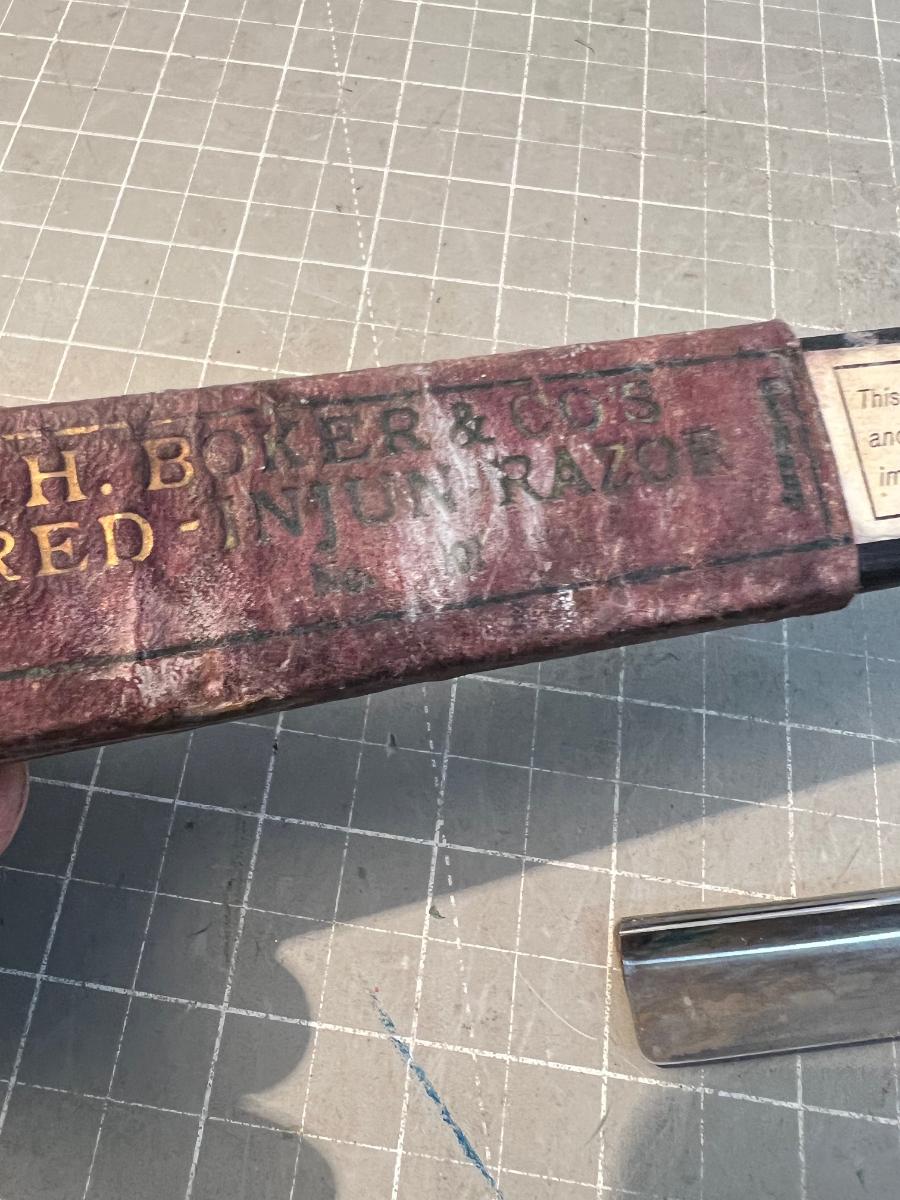 H. BOKER & CO'S
RED-INJUN RAZOR
No.
This
and
im